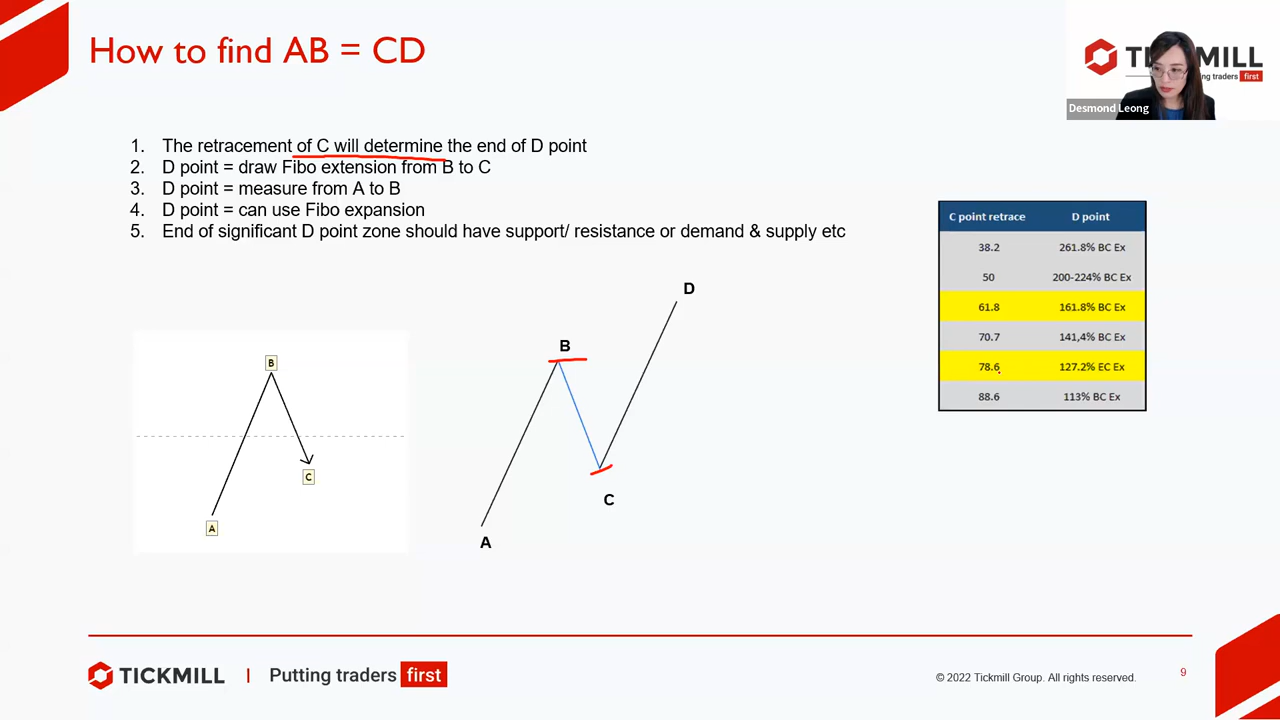 How to find AB = CD
TICKMILL
Putting traders first
Desmond Leong
1. The retracement of C will determine the end of D point
2. D point = draw Fibo extension from B to C
3. D point = measure from A to B
4. D point = can use Fibo expansion
5. End of significant D point zone should have support/ resistance or demand & supply etc
C point retrace D point
38.2 261.8% BC Ex
50 200-224% BC Ex
61.8 161.8% BC Ex
70.7 141,4% BC Ex
78.6 127.2% EC Ex
88.6 113% BC Ex
B
C
A
D
B
C
A
TICKMILL | Putting traders first
© 2022 Tickmill Group. All rights reserved.
9